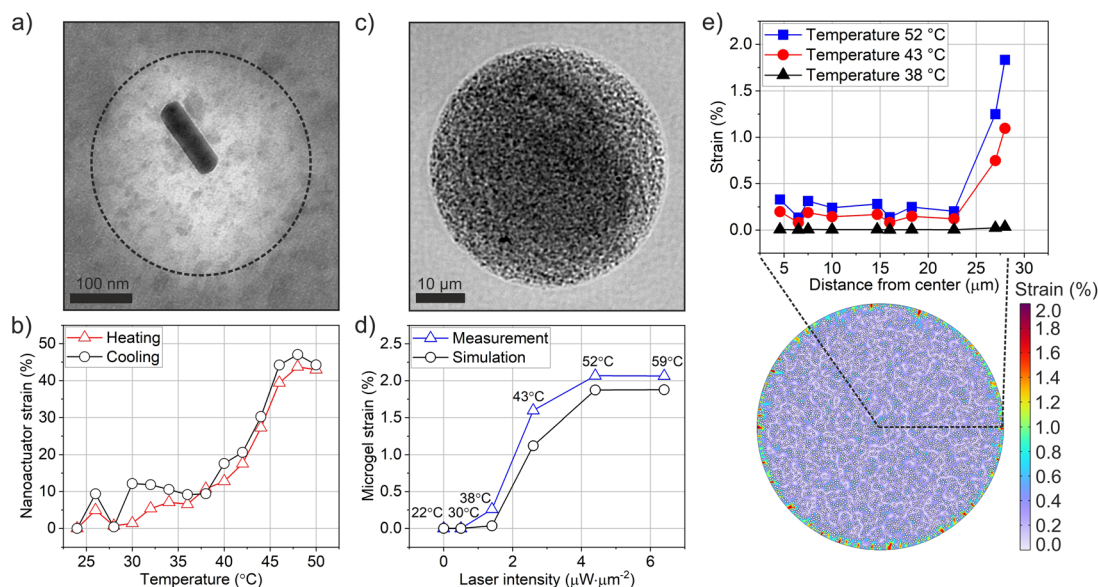 a)
100 nm
c)
10 μm
e)
Temperature 52 °C
Temperature 43 °C
Temperature 38 °C
Strain (%)
2.0
1.5
1.0
0.5
0.0
5 10 15 20 25 30
Distance from center (μm)
b)
Heating
Cooling
Nanoactuator strain (%)
50
40
30
20
10
0
25 30 35 40 45 50
Temperature (°C)
d)
Measurement
Simulation
Microgel strain (%)
2.5
2.0
1.5
1.0
0.5
0.0
22°C 30°C 38°C 43°C 52°C 59°C
0 2 4 6
Laser intensity (μW·μm⁻²)
Strain (%)
2.0
1.8
1.6
1.4
1.2
1.0
0.8
0.6
0.4
0.2
0.0